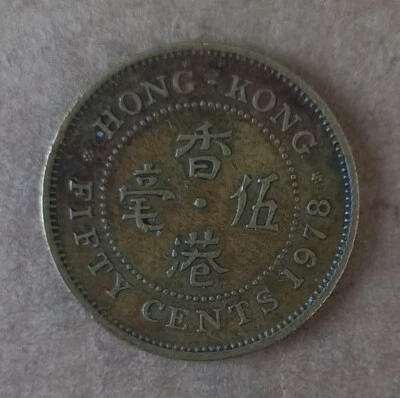 HONG · KONG
香·港
伍毫
FIFTY CENTS 1978